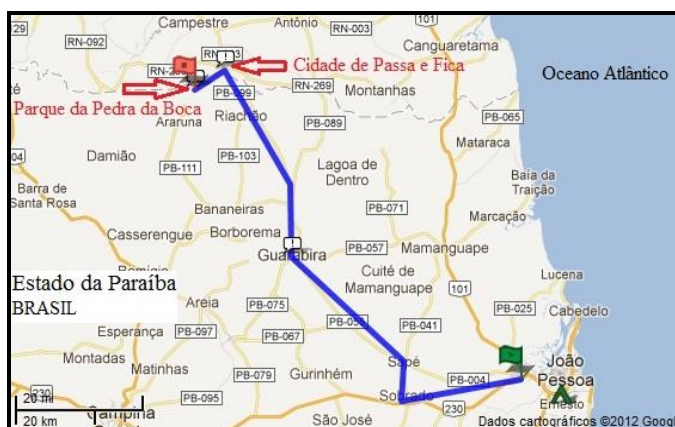 Campestre
Antônio
101
RN-003
RN-092
Canguaretama
129
RN-003
Cidade de Passa e Fica
Oceano Atlântico
RN-269
Montanhas
Parque da Pedra da Boca
PB-099
Riachão
Araruna
PB-089
PB-065
Mataraca
Damião
PB-103
PB-111
Lagoa de
Dentro
Baía da
Traição
Barra de
Santa Rosa
Bananeiras
PB-071
Marcação
Casserengue
Borborema
PB-057
Mamanguape
Guarabira
Estado da Paraíba
BRASIL
Areia
PB-075
Cuité de
Mamanguape
101
Lucena
PB-025
Cabedelo
Esperança
PB-097
PB-067
PB-041
Montadas
Matinhas
PB-079
Gurinhém
Sapé
PB-004
João
Pessoa
20 mi
230
PB-095
Sobrado
230
Ernesto
20 km
Campina
São José
Dados cartográficos ©2012 Google